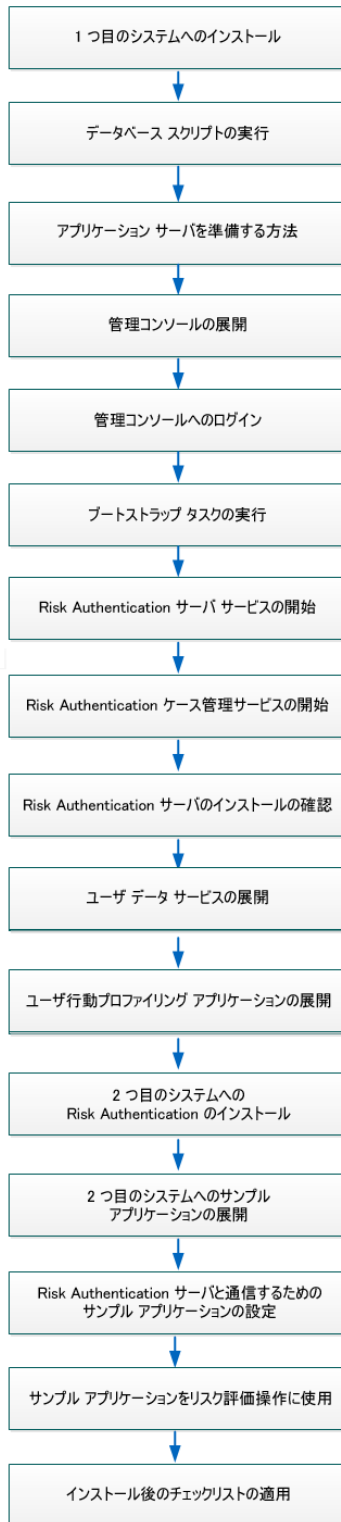 1 つ目のシステムへのインストール
データベース スクリプトの実行
アプリケーション サーバを準備する方法
管理コンソールの展開
管理コンソールへのログイン
ブートストラップ タスクの実行
Risk Authentication サーバ サービスの開始
Risk Authentication ケース管理サービスの開始
Risk Authentication サーバのインストールの確認
ユーザ データ サービスの展開
ユーザ行動プロファイリング アプリケーションの展開
2 つ目のシステムへの
Risk Authentication のインストール
2 つ目のシステムへのサンプル
アプリケーションの展開
Risk Authentication サーバと通信するための
サンプル アプリケーションの設定
サンプル アプリケーションをリスク評価操作に使用
インストール後のチェックリストの適用